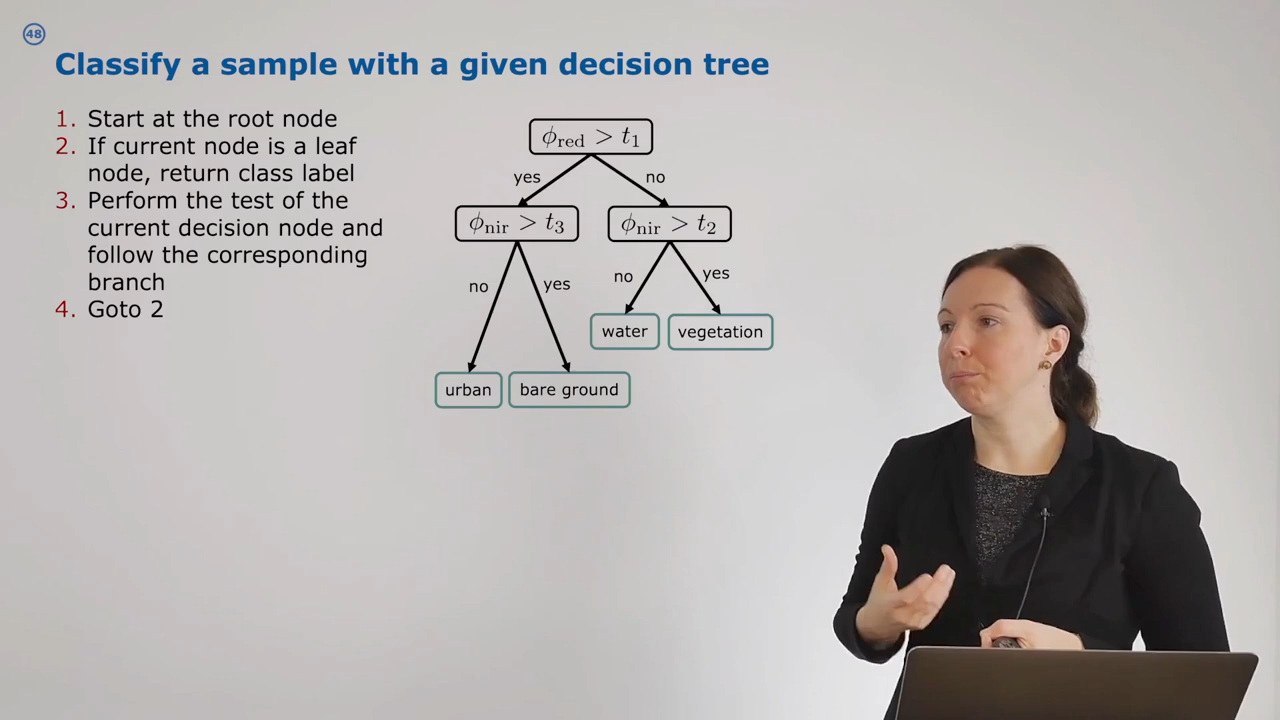 48
Classify a sample with a given decision tree
1. Start at the root node
2. If current node is a leaf
node, return class label
3. Perform the test of the
current decision node and
follow the corresponding
branch
4. Goto 2
ϕred > t1
yes no
ϕnir > t3 ϕnir > t2
no yes no yes
water vegetation
urban bare ground